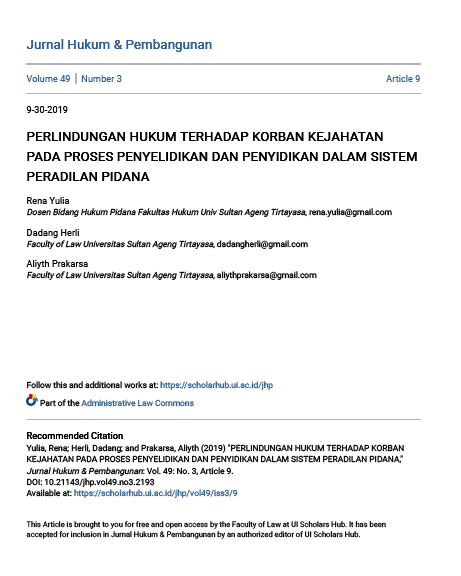 Jurnal Hukum & Pembangunan
Volume 49 | Number 3 Article 9
9-30-2019
PERLINDUNGAN HUKUM TERHADAP KORBAN KEJAHATAN
PADA PROSES PENYELIDIKAN DAN PENYIDIKAN DALAM SISTEM
PERADILAN PIDANA
Rena Yulia
Dosen Bidang Hukum Pidana Fakultas Hukum Univ Sultan Ageng Tirtayasa, rena.yulia@gmail.com
Dadang Herli
Faculty of Law Universitas Sultan Ageng Tirtayasa, dadangherli@gmail.com
Aliyth Prakarsa
Faculty of Law Universitas Sultan Ageng Tirtayasa, aliythprakarsa@gmail.com
Follow this and additional works at: https://scholarhub.ui.ac.id/jhp
Part of the Administrative Law Commons
Recommended Citation
Yulia, Rena; Herli, Dadang; and Prakarsa, Aliyth (2019) "PERLINDUNGAN HUKUM TERHADAP KORBAN
KEJAHATAN PADA PROSES PENYELIDIKAN DAN PENYIDIKAN DALAM SISTEM PERADILAN PIDANA,"
Jurnal Hukum & Pembangunan: Vol. 49: No. 3, Article 9.
DOI: 10.21143/jhp.vol49.no3.2193
Available at: https://scholarhub.ui.ac.id/jhp/vol49/iss3/9
This Article is brought to you for free and open access by the Faculty of Law at UI Scholars Hub. It has been
accepted for inclusion in Jurnal Hukum & Pembangunan by an authorized editor of UI Scholars Hub.